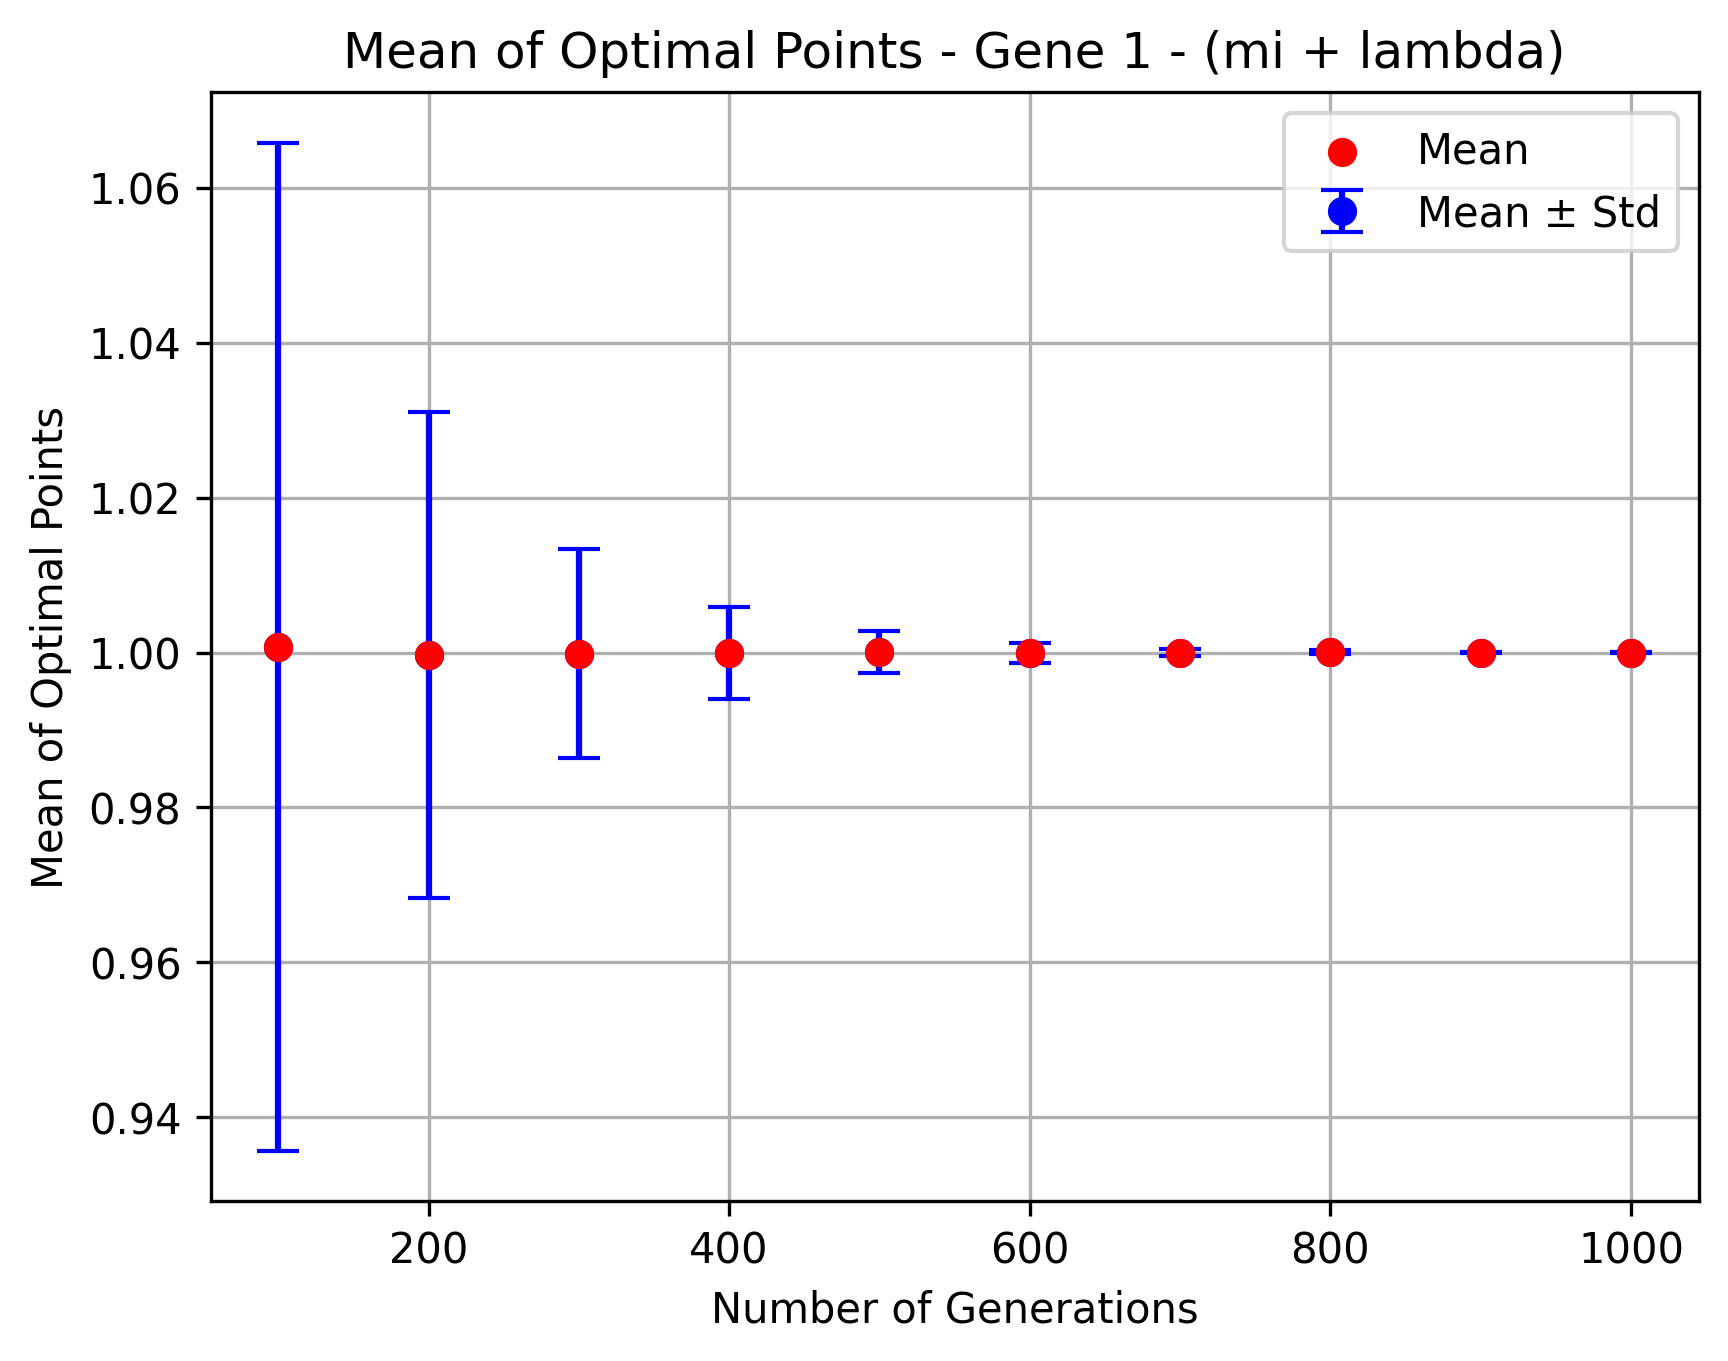 Mean of Optimal Points - Gene 1 - (mi + lambda)
Mean
Mean ± Std
Mean of Optimal Points
1.06
1.04
1.02
1.00
0.98
0.96
0.94
200 400 600 800 1000
Number of Generations